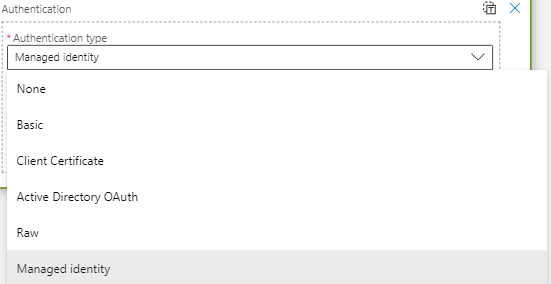 Authentication
* Authentication type
Managed identity
None
Basic
Client Certificate
Active Directory OAuth
Raw
Managed identity